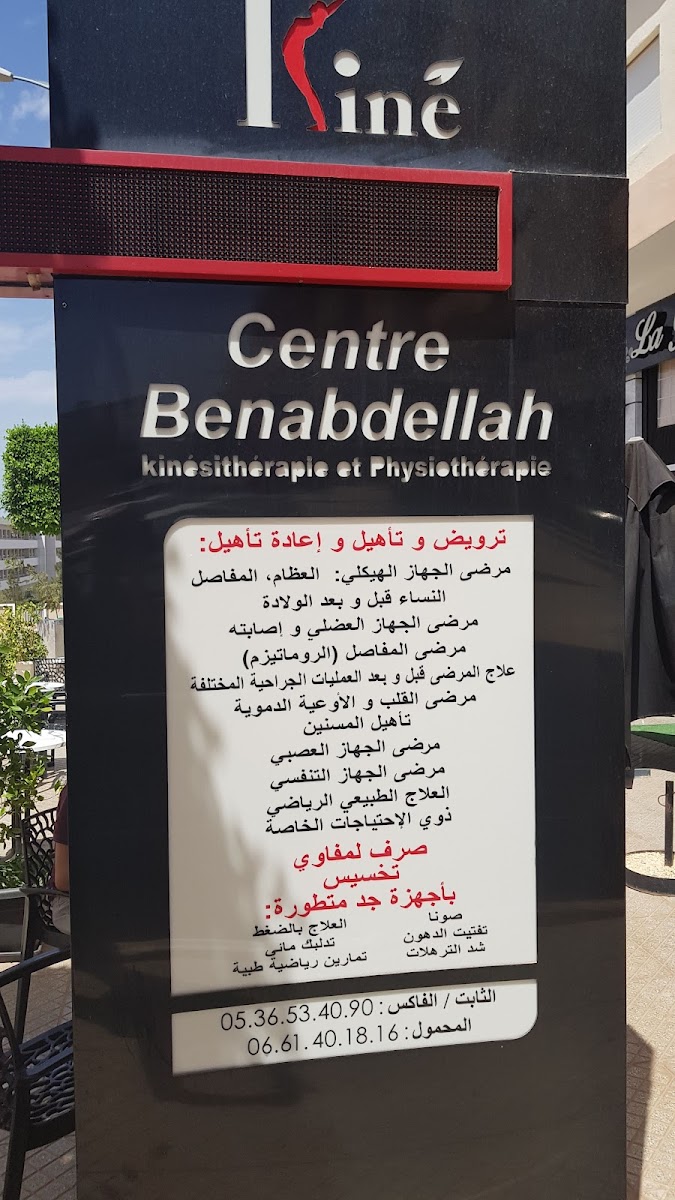 Kiné
La
Centre
Benabdellah
kinésithérapie et Physiothérapie
ترويض و تأهيل و إعادة تأهيل:
مرضى الجهاز الهيكلي: العظام، المفاصل
النساء قبل و بعد الولادة
مرضى الجهاز العضلي و إصابته
مرضى المفاصل (الروماتيزم)
علاج المرضى قبل و بعد العمليات الجراحية المختلفة
مرضى القلب و الأوعية الدموية
تأهيل المسنين
مرضى الجهاز العصبي
مرضى الجهاز التنفسي
العلاج الطبيعي الرياضي
ذوي الإحتياجات الخاصة
صرف لمفاوي
تخسيس
بأجهزة جد متطورة:
صونا العلاج بالضغط
تفتيت الدهون تدليك مائي
شد الترهلات تمارين رياضية طبية
الثابت / الفاكس : 05.36.53.40.90
المحمول: 06.61.40.18.16